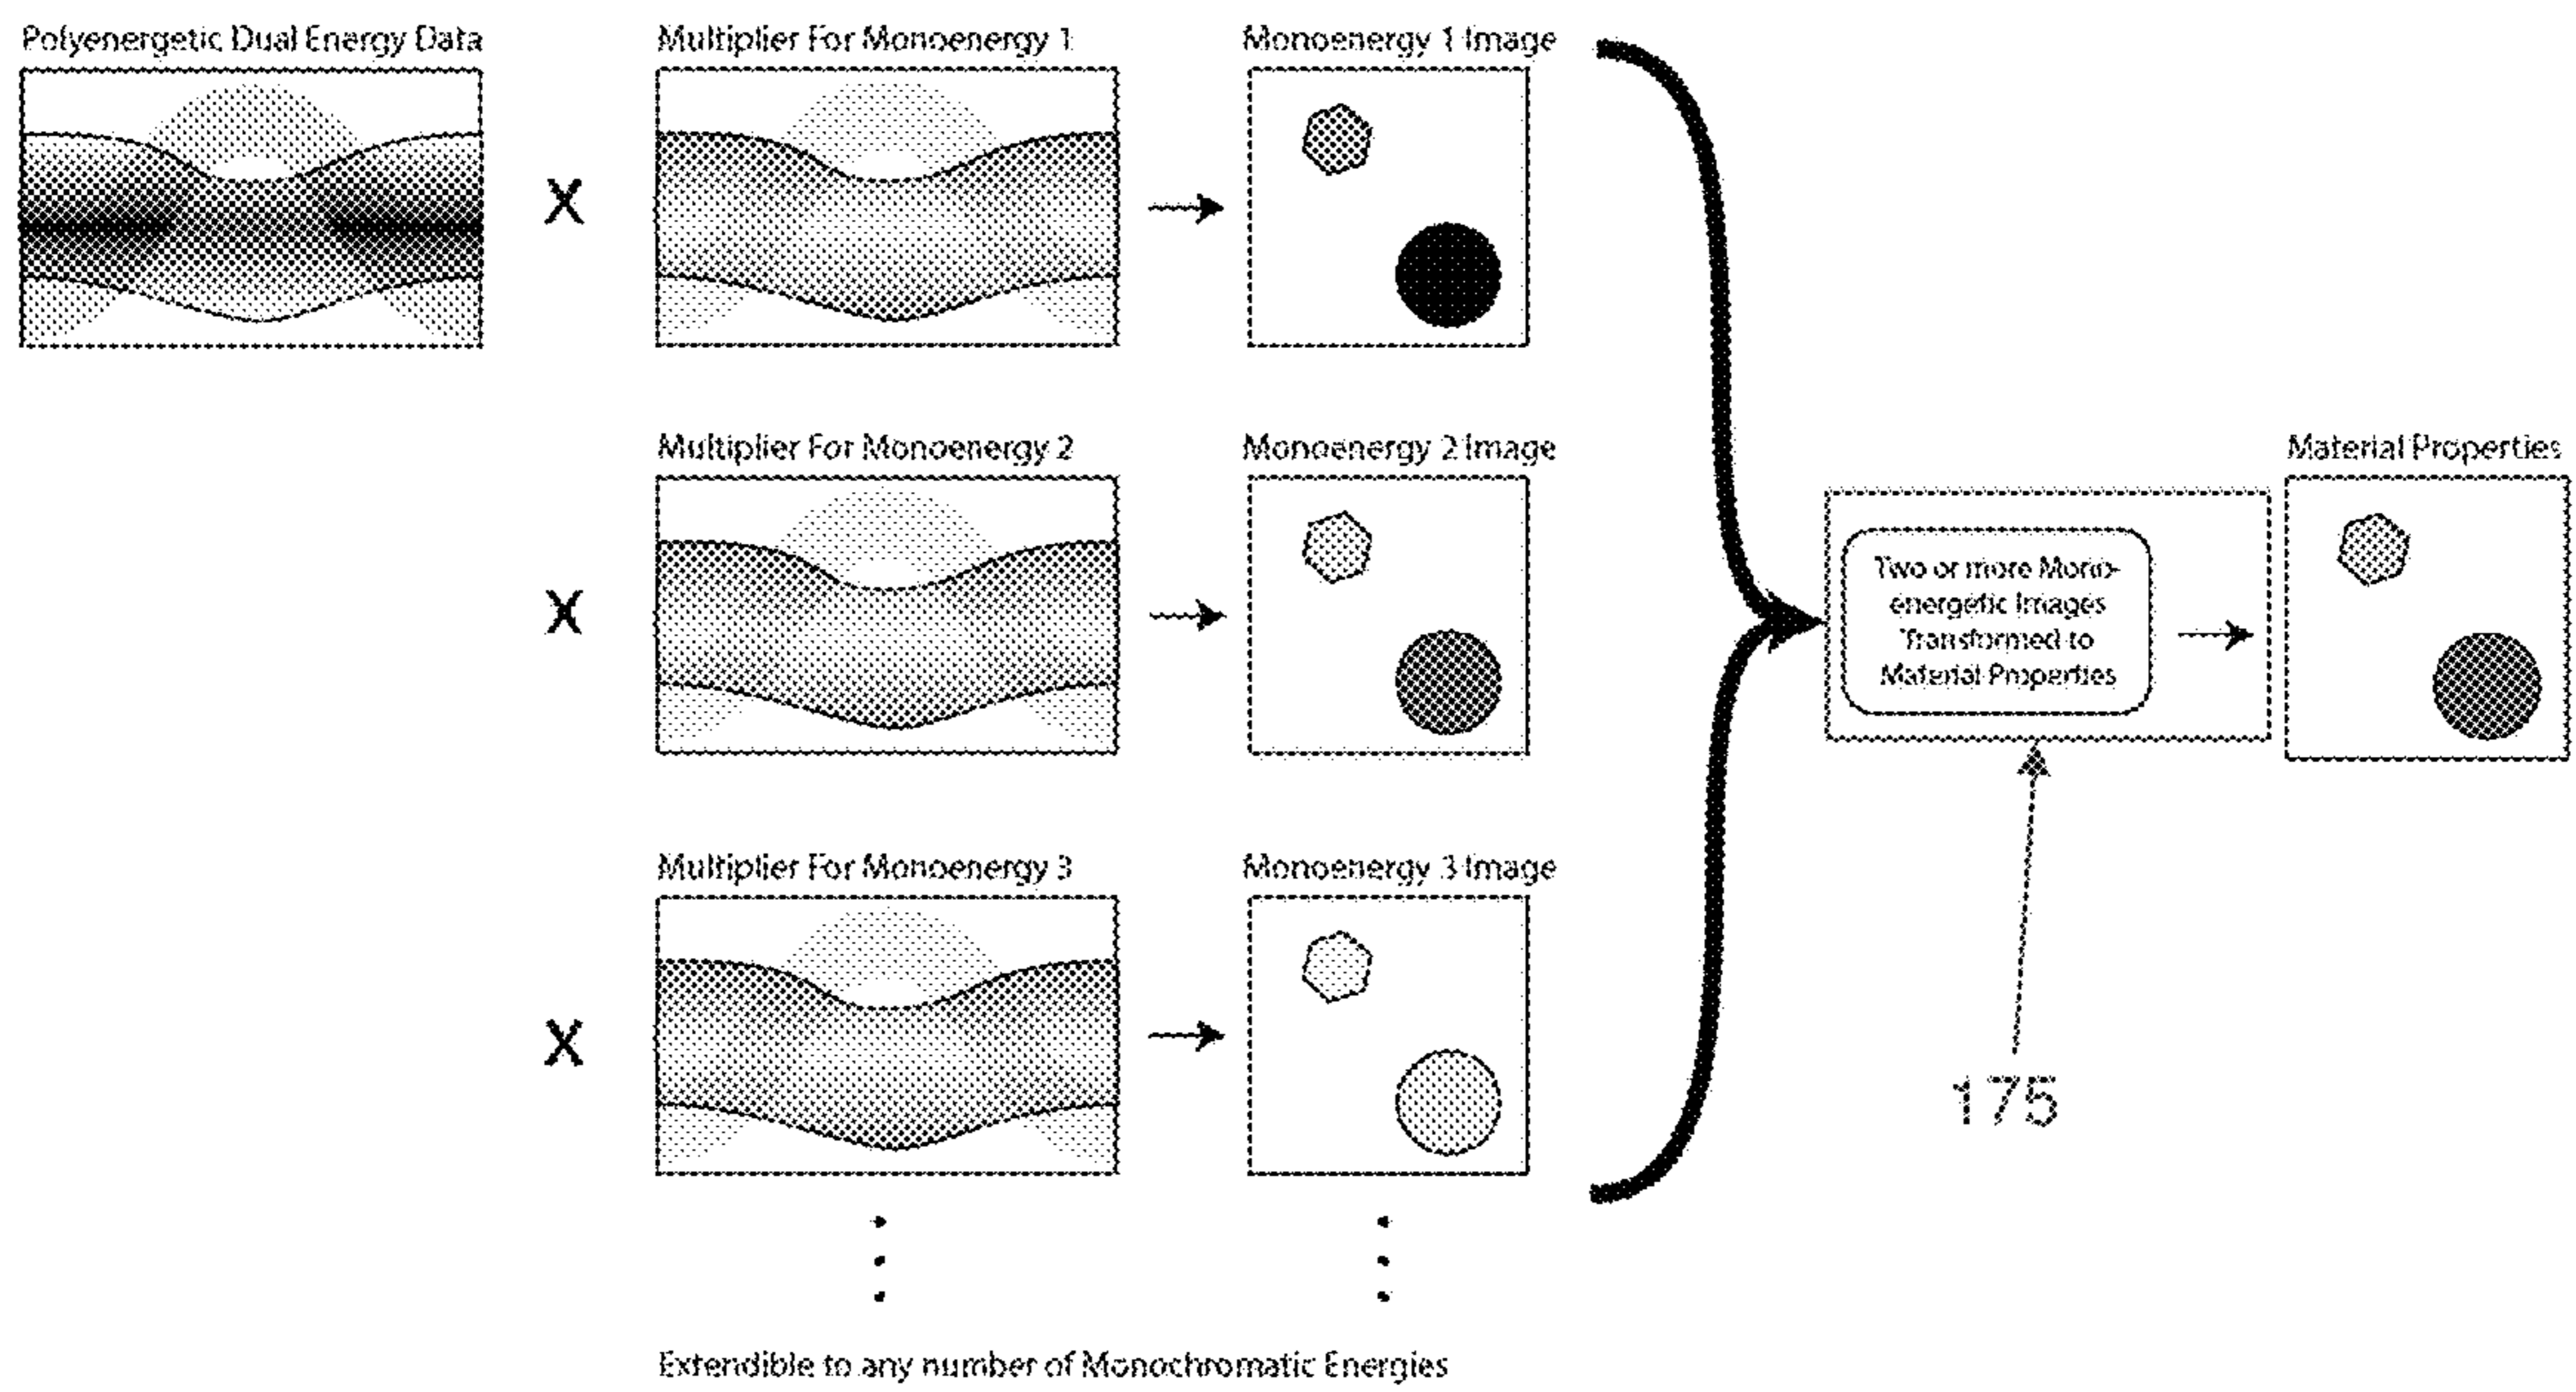 Polyenergetic Dual Energy Data
Multiplier For Monoenergy 1
Monoenergy 1 Image
X
Multiplier For Monoenergy 2
Monoenergy 2 Image
Material Properties
X
Two or more Mono-
energetic Images
Transformed to
Material Properties
Multiplier For Monoenergy 3
Monoenergy 3 Image
X
175
Extendible to any number of Monochromatic Energies